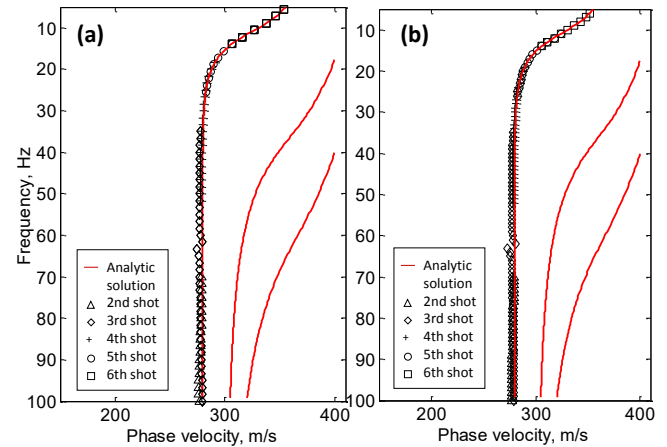 (a)
10
20
30
40
50
60
70
80
90
100
Frequency, Hz
Analytic
solution
2nd shot
3rd shot
4th shot
5th shot
6th shot
200
300
400
Phase velocity, m/s
(b)
10
20
30
40
50
60
70
80
90
100
Analytic
solution
2nd shot
3rd shot
4th shot
5th shot
6th shot
200
300
400
Phase velocity, m/s